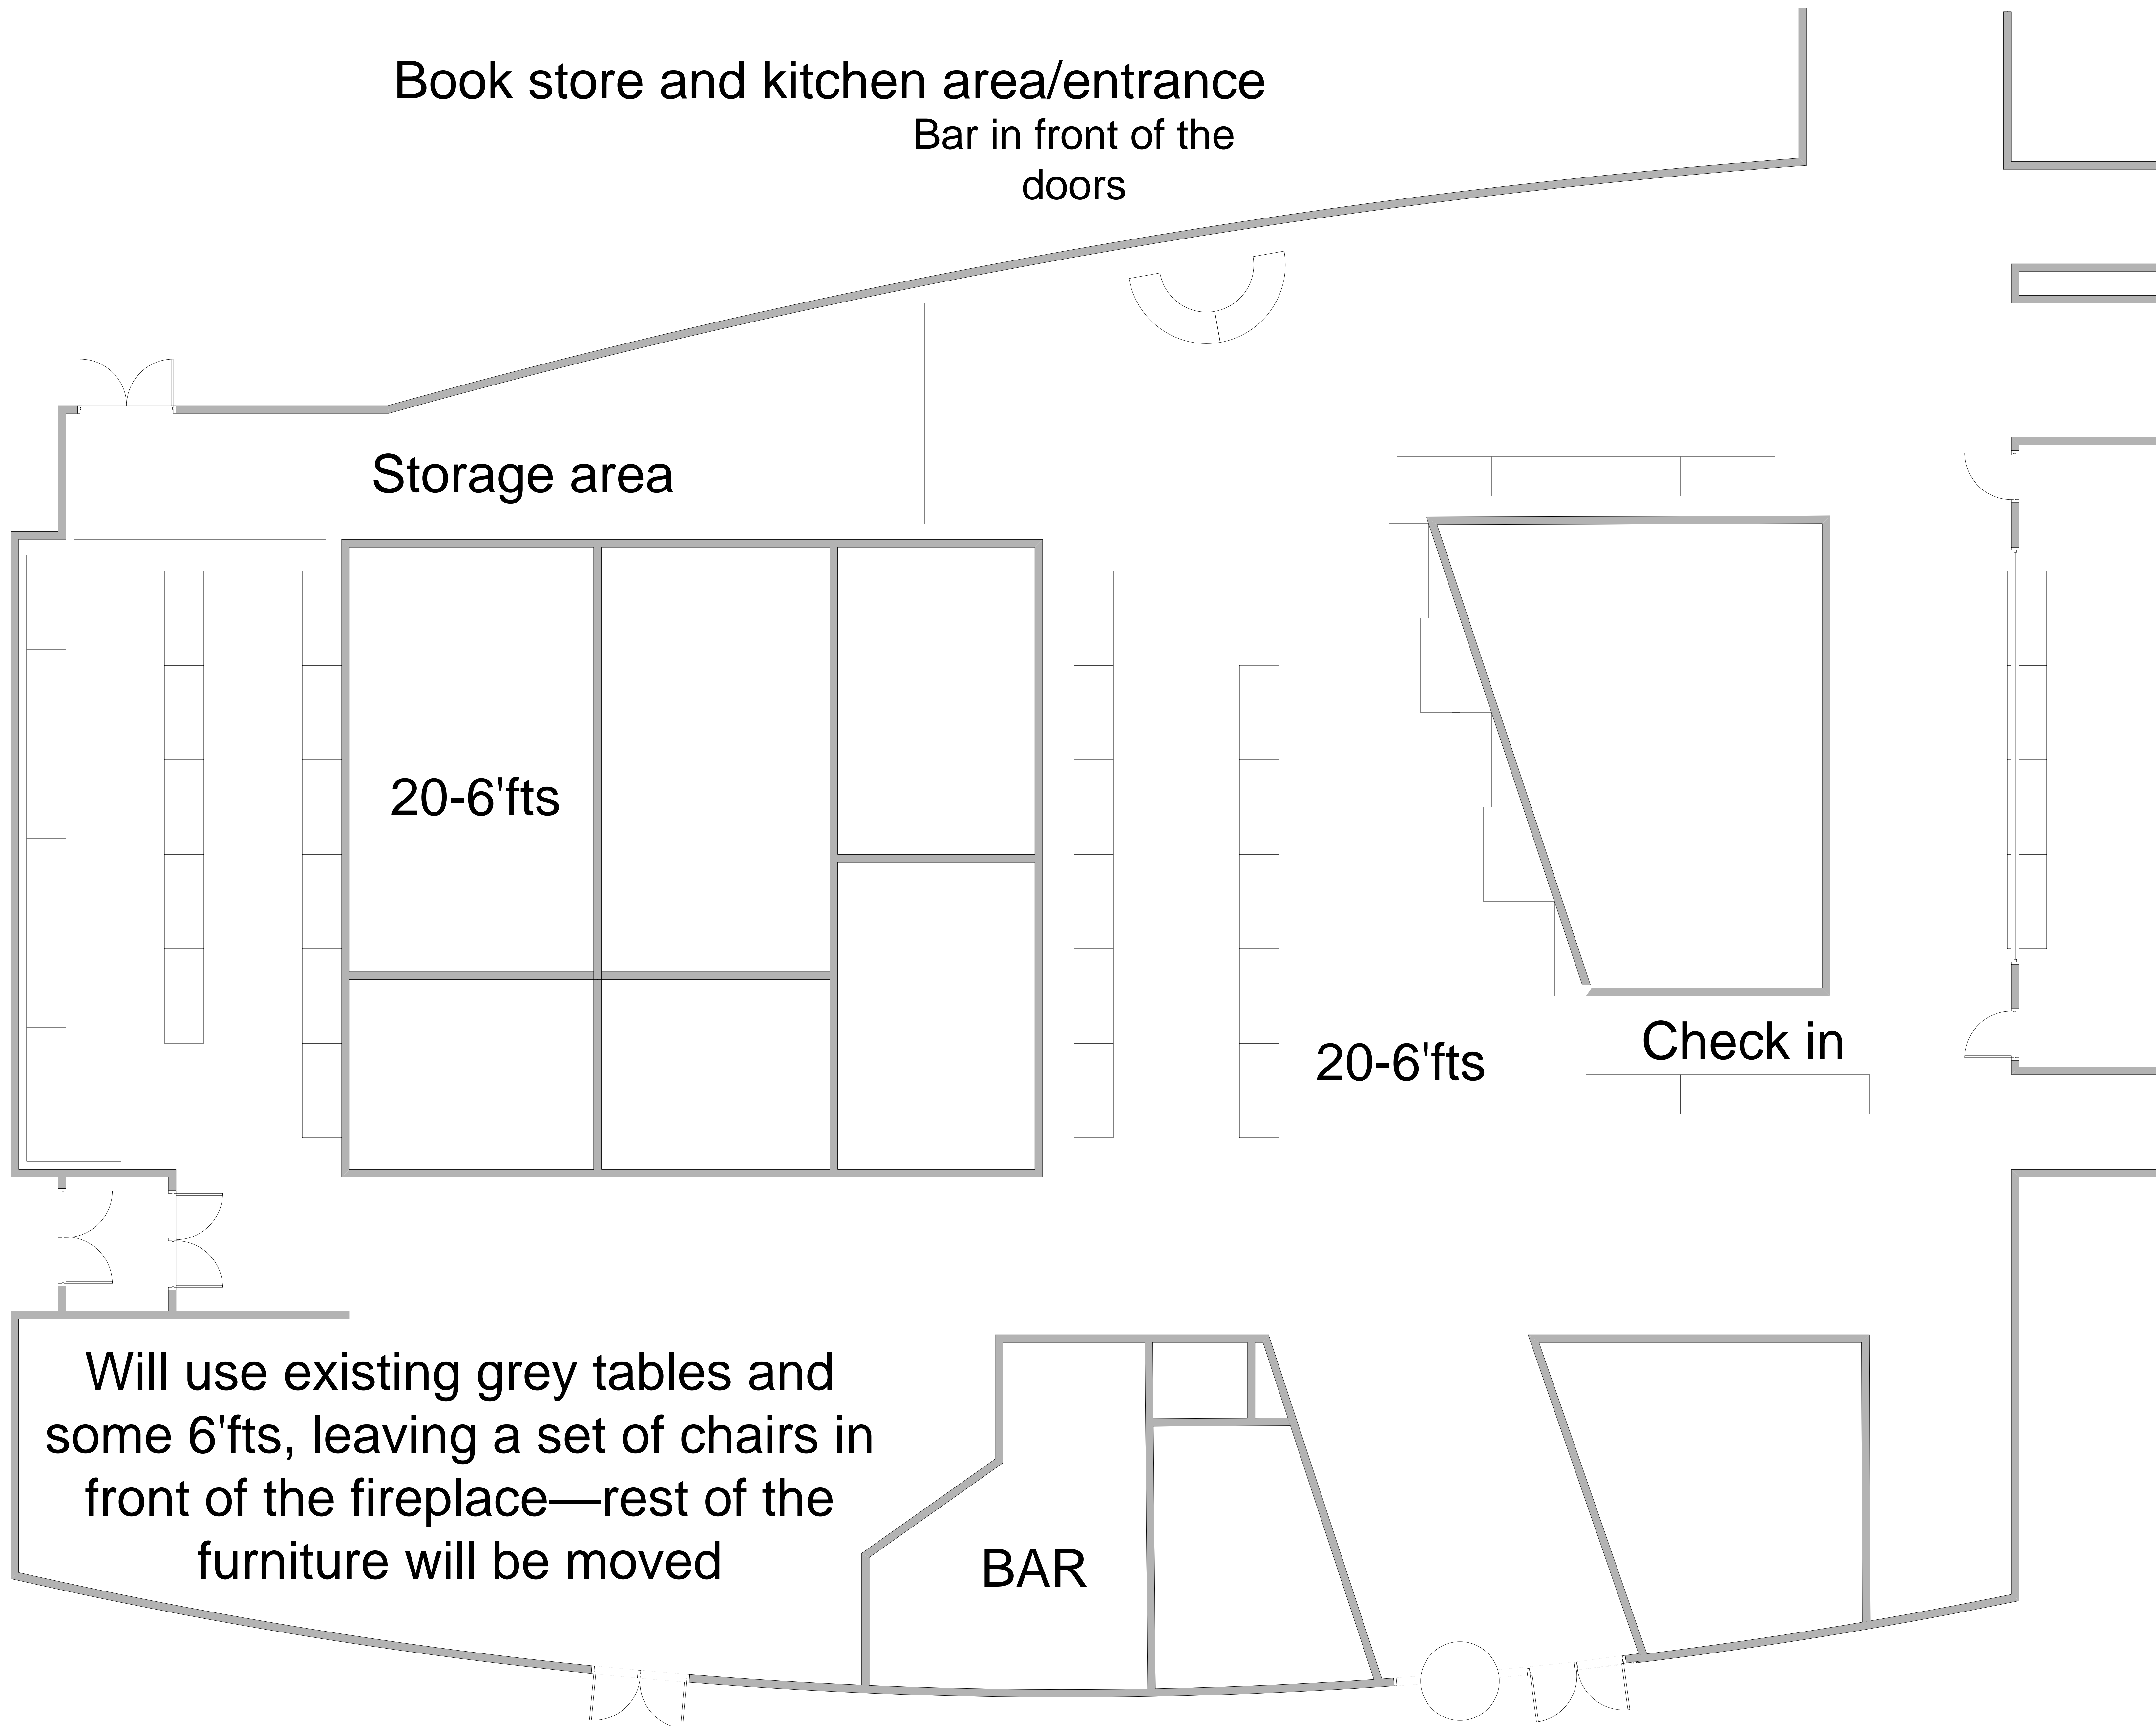 Book store and kitchen area/entrance
Bar in front of the
doors
Storage area
20-6'fts
20-6'fts
Check in
Will use existing grey tables and
some 6'fts, leaving a set of chairs in
front of the fireplace—rest of the
furniture will be moved
BAR